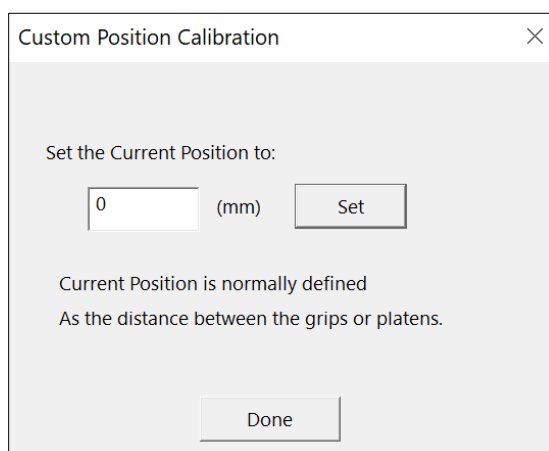 Custom Position Calibration
Set the Current Position to:
0 (mm) Set
Current Position is normally defined
As the distance between the grips or platens.
Done